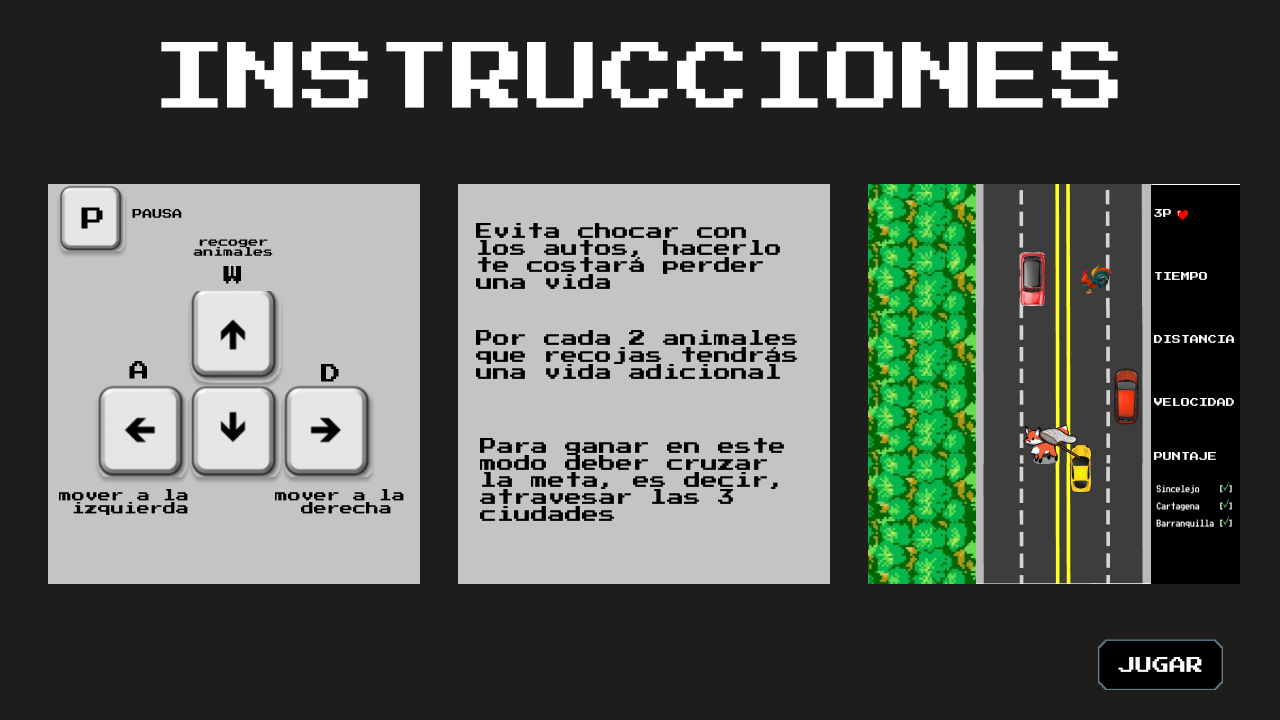 INSTRUCCIONES
P
PAUSA
recoger
animales
W
A
D
mover a la
izquierda
mover a la
derecha
Evita chocar con
los autos, hacerlo
te costará perder
una vida
Por cada 2 animales
que recojas tendrás
una vida adicional
Para ganar en este
modo deber cruzar
la meta, es decir,
atravesar las 3
ciudades
3P
TIEMPO
DISTANCIA
VELOCIDAD
PUNTAJE
Sincelejo [✓]
Cartagena [✓]
Barranquilla [✓]
JUGAR